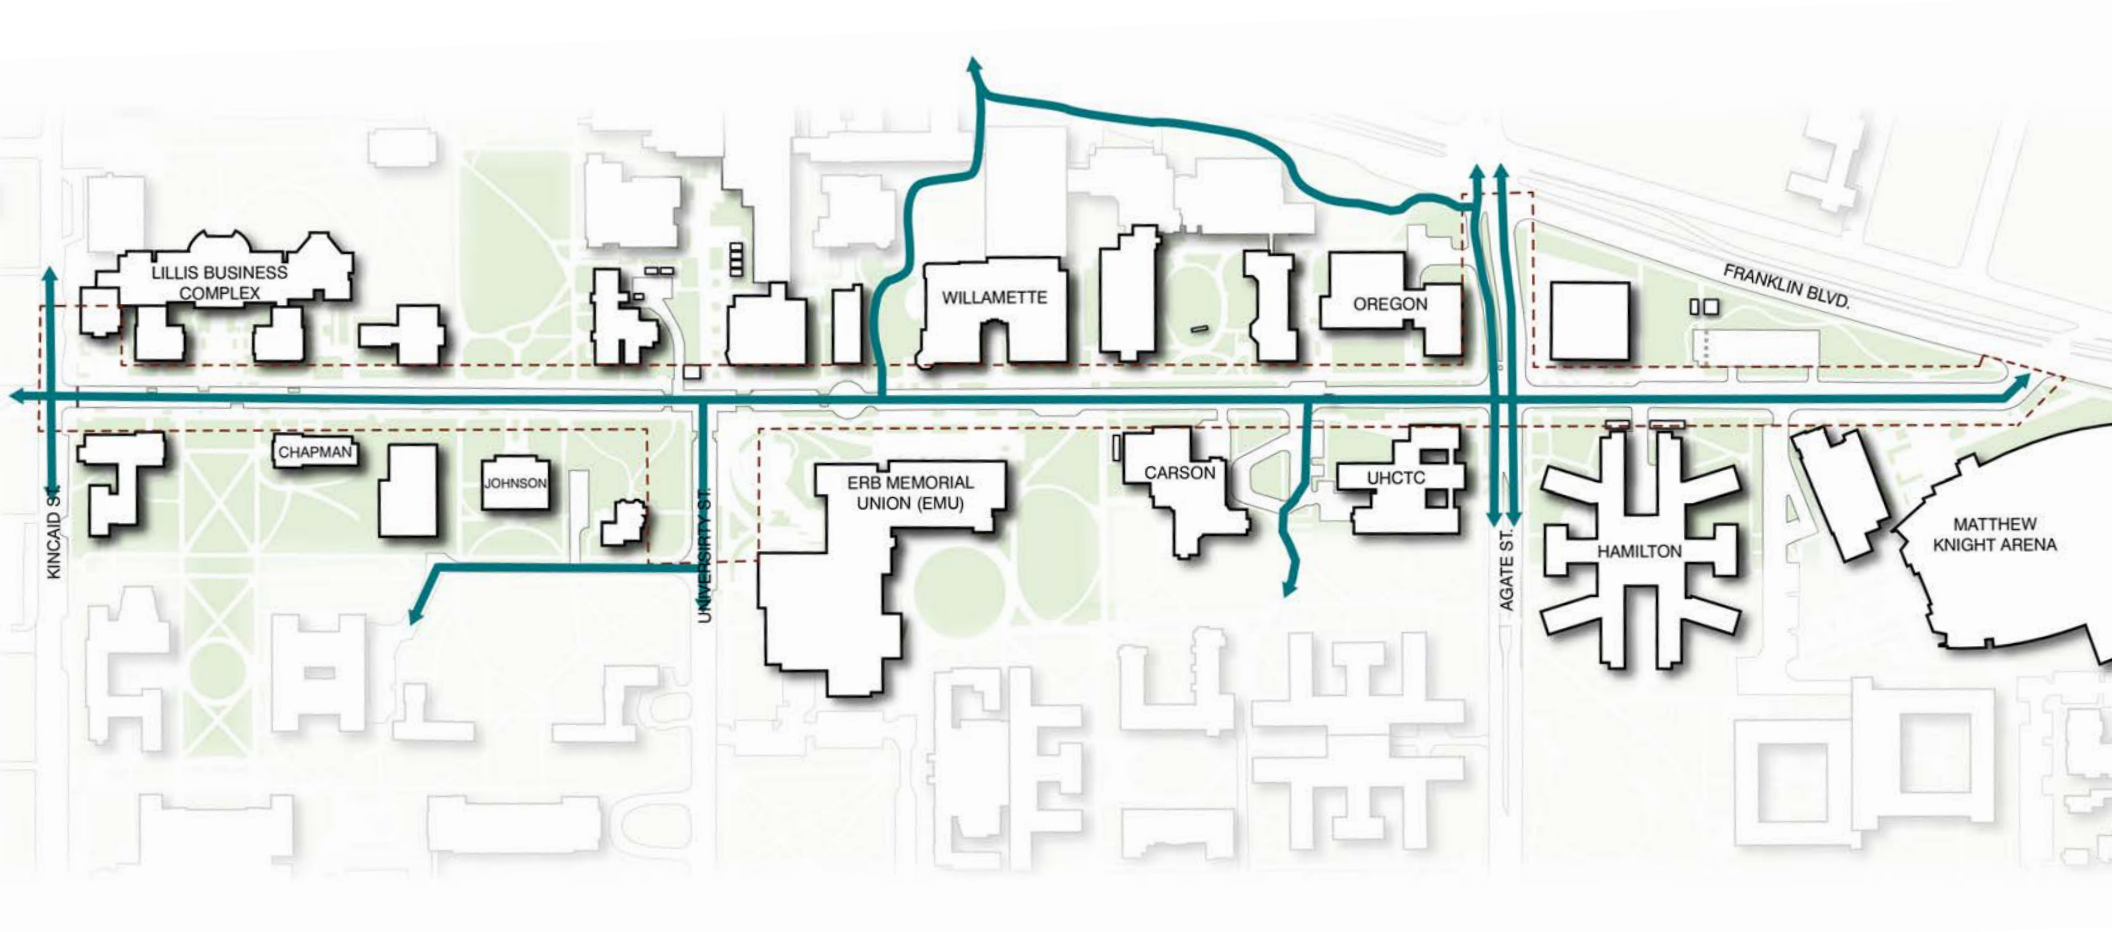 LILLIS BUSINESS
COMPLEX
WILLAMETTE
OREGON
FRANKLIN BLVD.
CHAPMAN
JOHNSON
ERB MEMORIAL
UNION (EMU)
CARSON
UHCTC
HAMILTON
MATTHEW
KNIGHT ARENA
KINCAID ST.
UNIVERSIRTY ST.
AGATE ST.